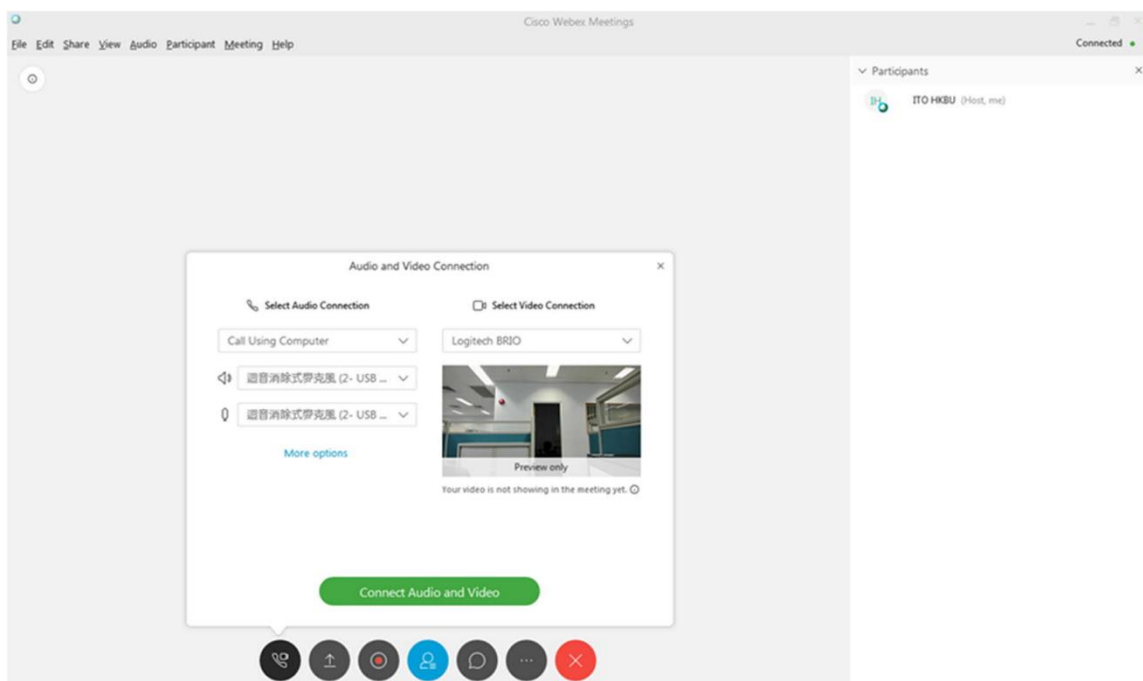 Cisco Webex Meetings
File Edit Share View Audio Participant Meeting Help
Connected
Participants
IH
ITO HKBU (Host, me)
Audio and Video Connection
Select Audio Connection
Select Video Connection
Call Using Computer
Logitech BRIO
迴音消除式麥克風 (2- USB ...
迴音消除式麥克風 (2- USB ...
More options
Preview only
Your video is not showing in the meeting yet.
Connect Audio and Video